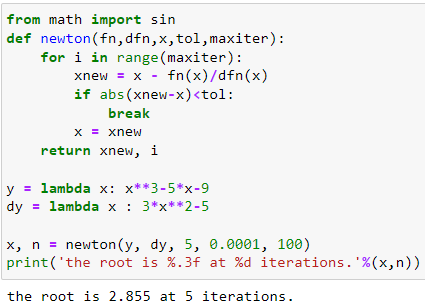 from math import sin
def newton(fn,dfn,x,tol,maxiter):
    for i in range(maxiter):
        xnew = x - fn(x)/dfn(x)
        if abs(xnew-x)<tol:
            break
        x = xnew
    return xnew, i

y = lambda x: x**3-5*x-9
dy = lambda x : 3*x**2-5

x, n = newton(y, dy, 5, 0.0001, 100)
print('the root is %.3f at %d iterations.'%(x,n))

the root is 2.855 at 5 iterations.